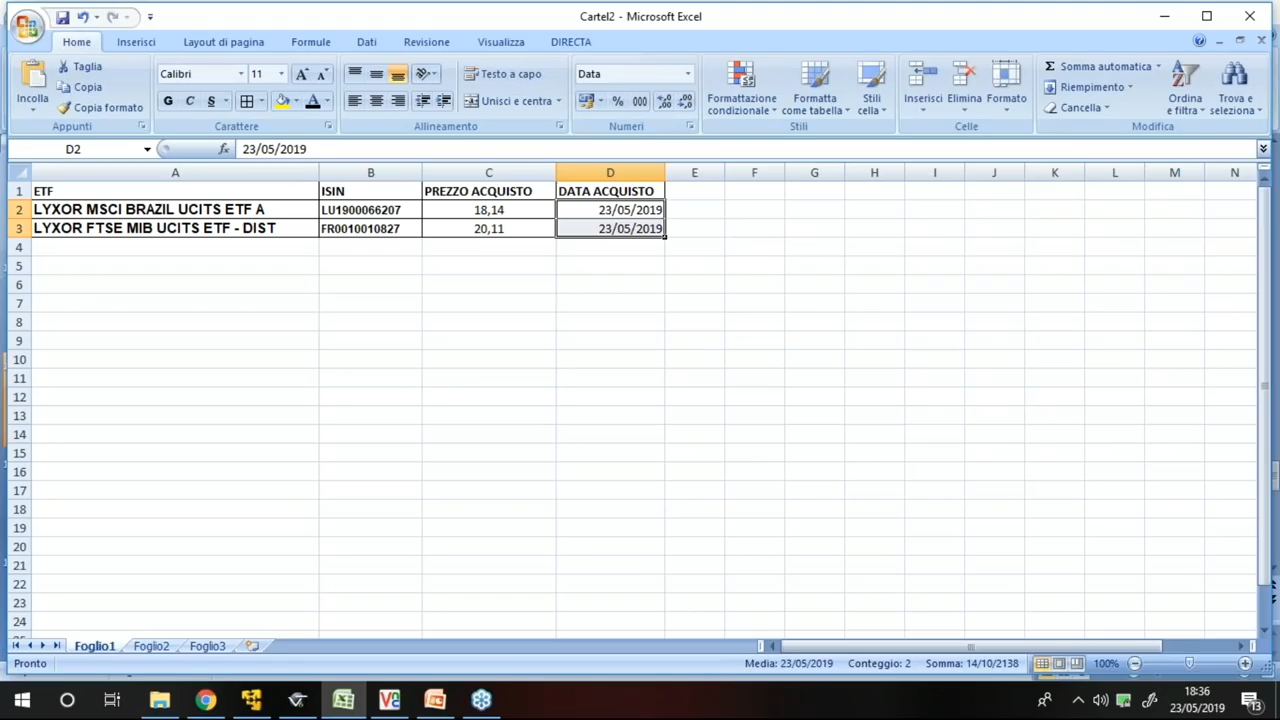 Cartel2 - Microsoft Excel
Home Inserisci Layout di pagina Formule Dati Revisione Visualizza DIRECTA
Incolla
Taglia
Copia
Copia formato
Appunti
Calibri 11
G C S
Carattere
Testo a capo
Unisci e centra
Allineamento
Data
% 000
Numeri
Formattazione condizionale
Formatta come tabella
Stili cella
Stili
Inserisci Elimina Formato
Celle
Somma automatica
Riempimento
Cancella
Ordina e filtra
Trova e seleziona
Modifica
D2 fx 23/05/2019
A B C D E F G H I J K L M N
1 ETF ISIN PREZZO ACQUISTO DATA ACQUISTO
2 LYXOR MSCI BRAZIL UCITS ETF A LU1900066207 18,14 23/05/2019
3 LYXOR FTSE MIB UCITS ETF - DIST FR0010010827 20,11 23/05/2019
4
5
6
7
8
9
10
11
12
13
14
15
16
17
18
19
20
21
22
23
24
Foglio1 Foglio2 Foglio3
Pronto Media: 23/05/2019 Conteggio: 2 Somma: 14/10/2138 100%
18:36
23/05/2019
13